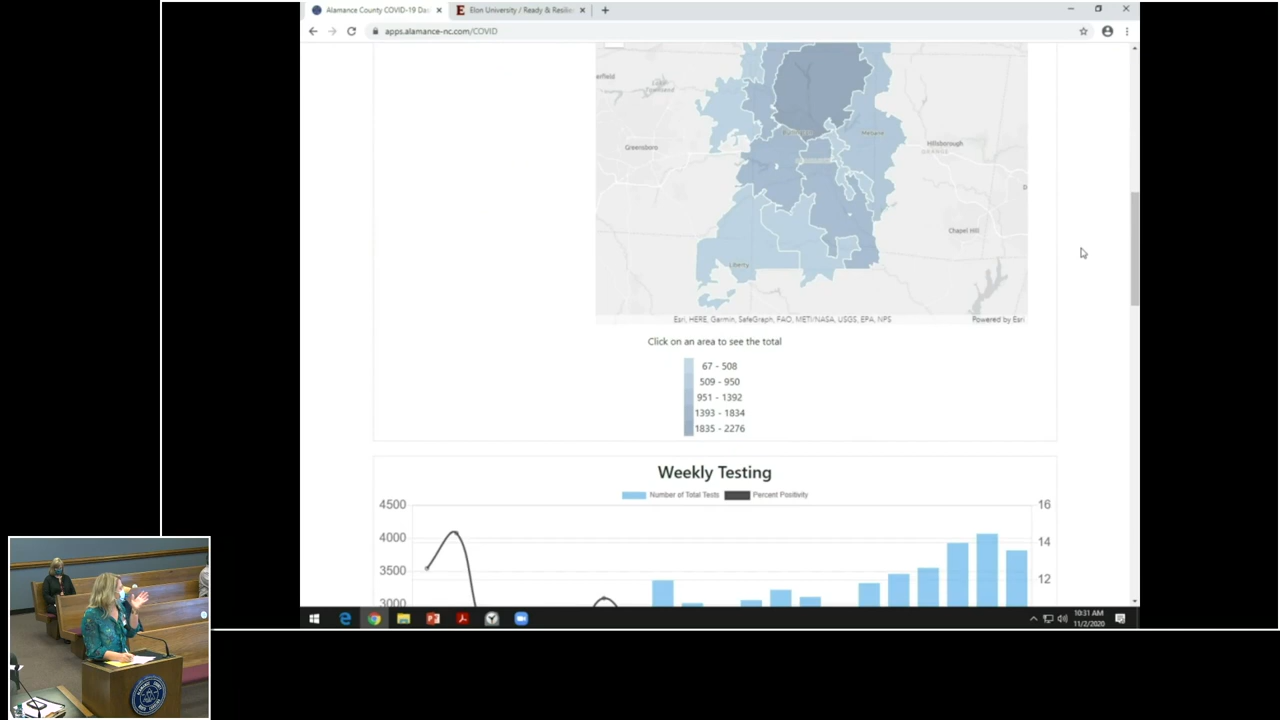 Alamance County COVID-19 Da
Elon University / Ready & Resilie
apps.alamance-nc.com/COVID
Greensboro
Mebane
Hillsborough
Chapel Hill
Liberty
Esri, HERE, Garmin, SafeGraph, FAO, METI/NASA, USGS, EPA, NPS
Powered by Esri
Click on an area to see the total
67 - 508
509 - 950
951 - 1392
1393 - 1834
1835 - 2276
Weekly Testing
Number of Total Tests
Percent Positivity
4500
4000
3500
3000
16
14
12
10:31 AM
11/2/2020